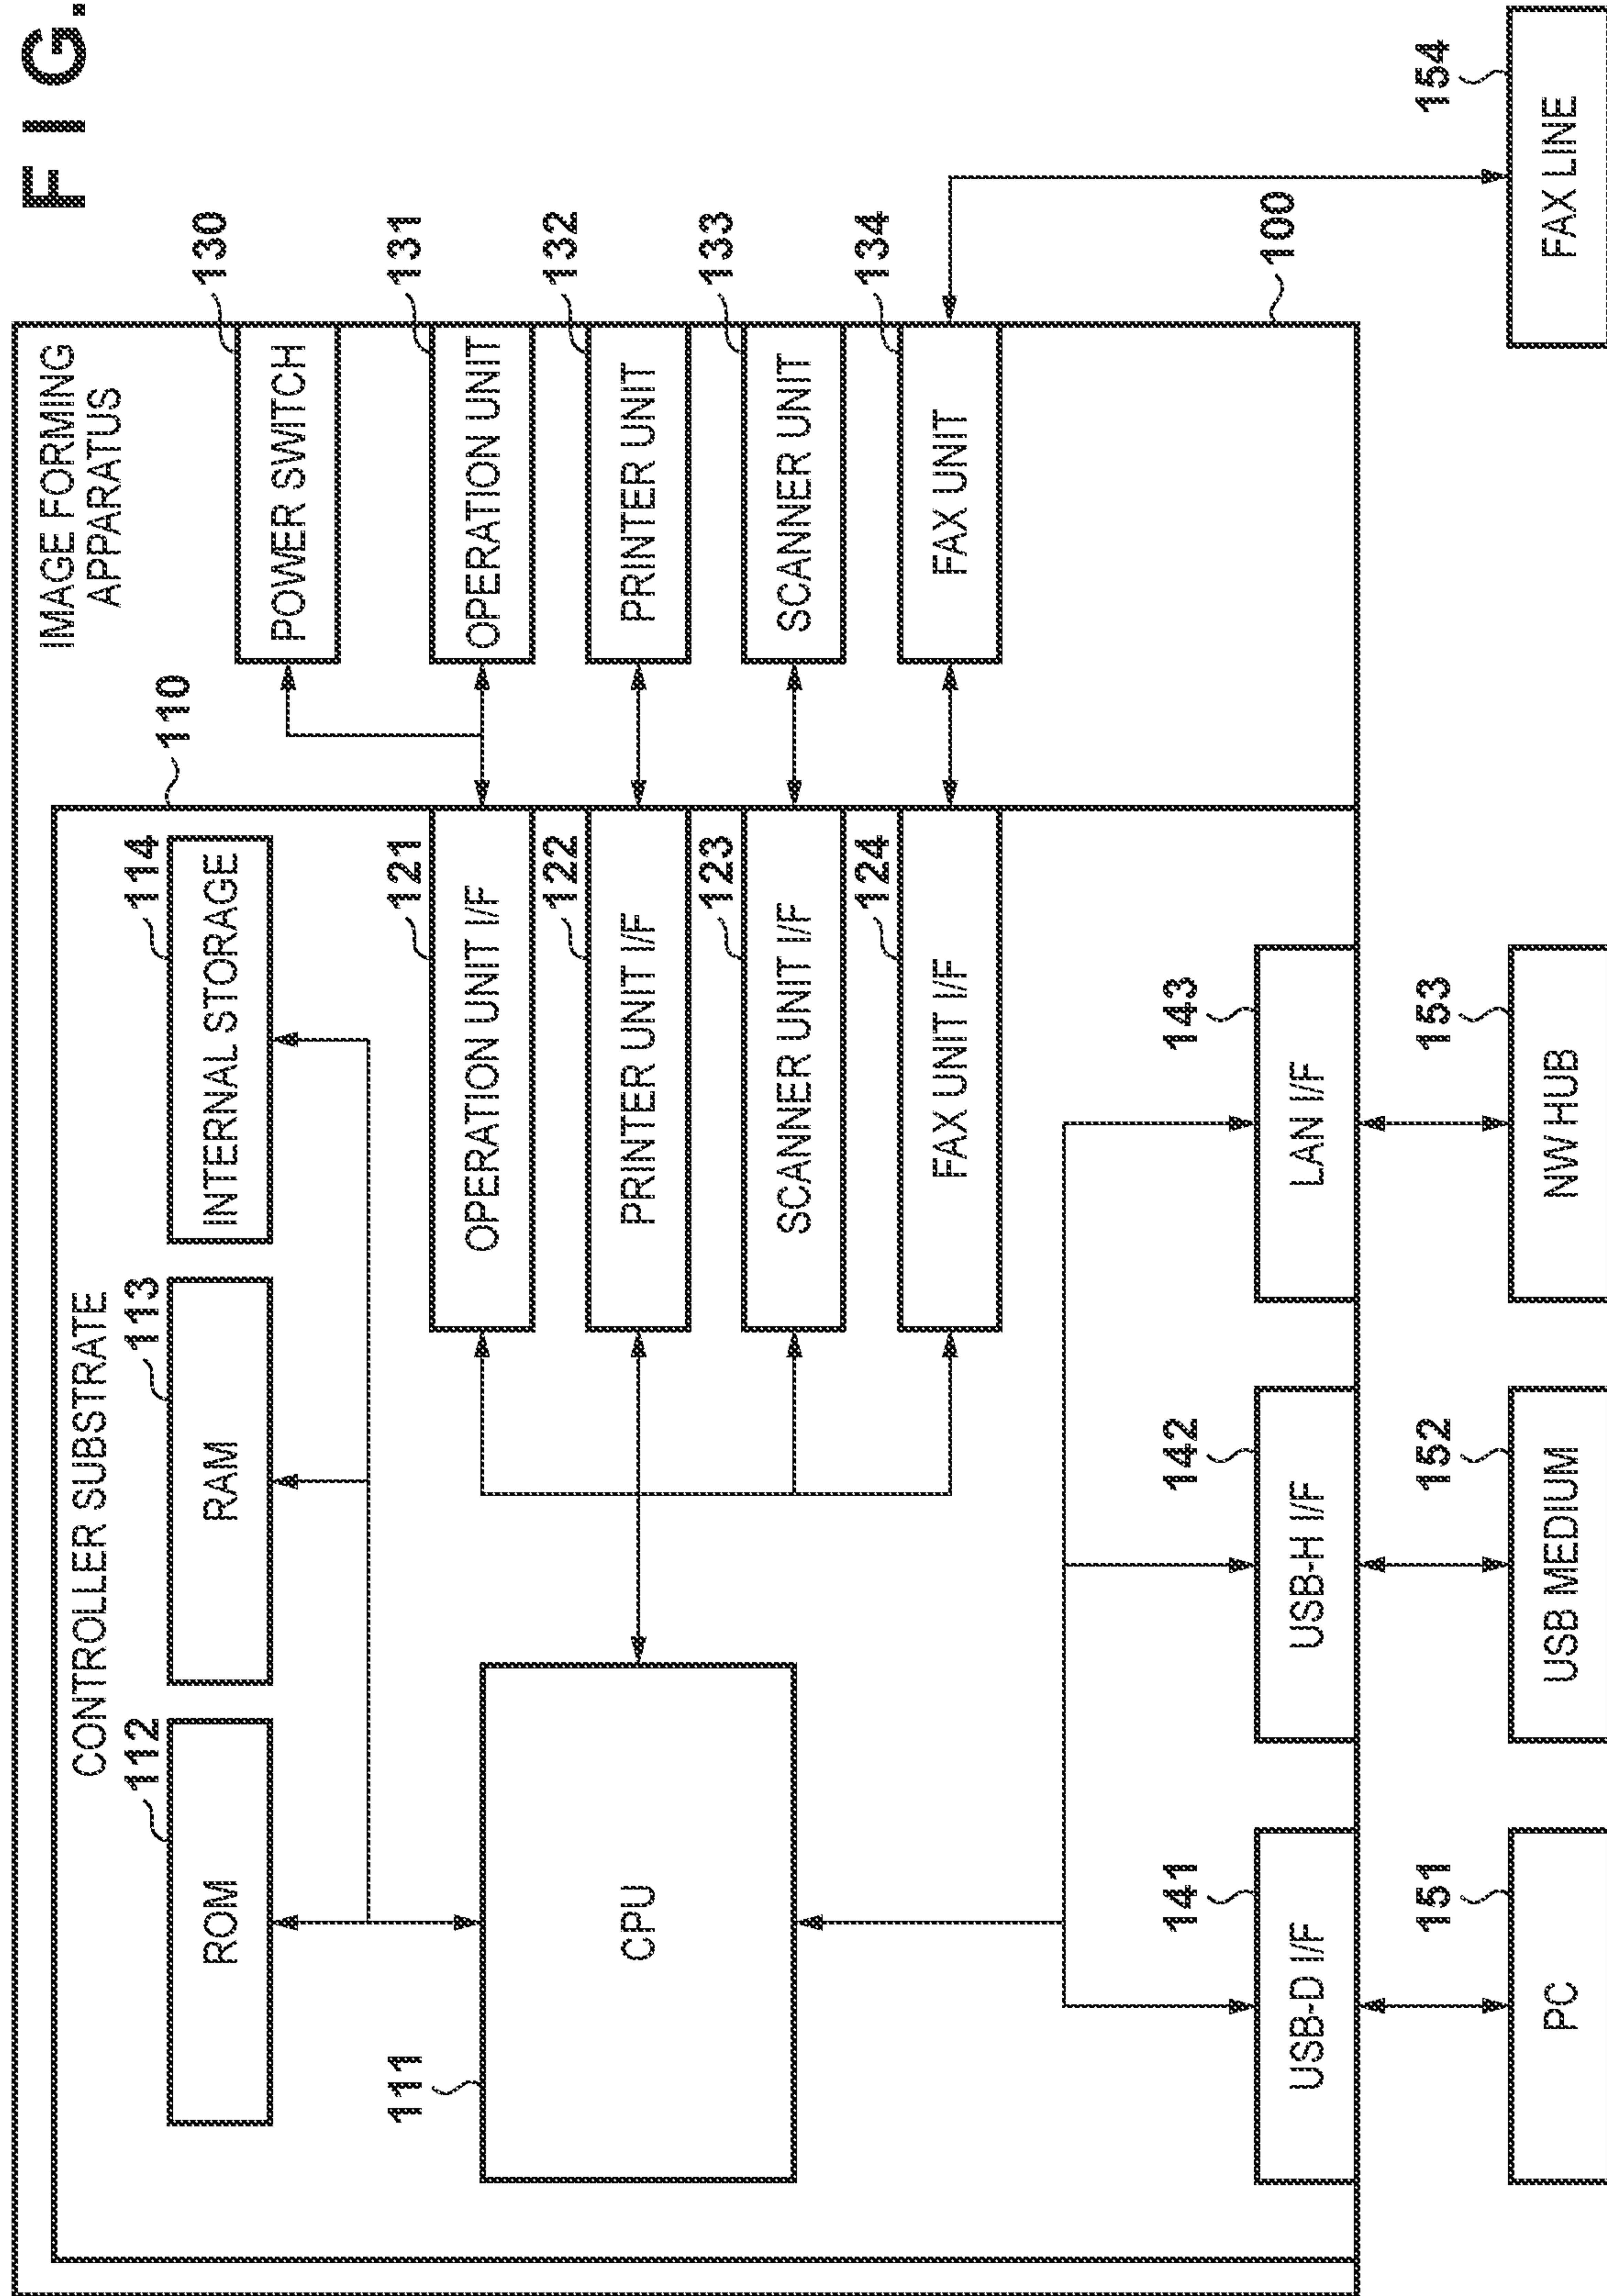 FIG.
IMAGE FORMING
APPARATUS
100
CONTROLLER SUBSTRATE
110
112
ROM
113
RAM
114
INTERNAL STORAGE
130
POWER SWITCH
111
CPU
121
OPERATION UNIT I/F
131
OPERATION UNIT
122
PRINTER UNIT I/F
132
PRINTER UNIT
123
SCANNER UNIT I/F
133
SCANNER UNIT
124
FAX UNIT I/F
134
FAX UNIT
141
USB-D I/F
142
USB-H I/F
143
LAN I/F
151
PC
152
USB MEDIUM
153
NW HUB
154
FAX LINE